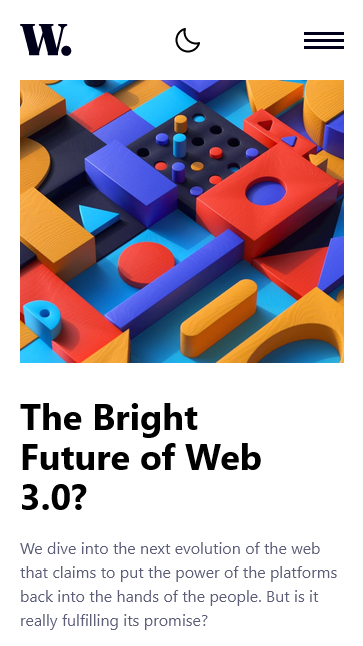 W.
The Bright
Future of Web
3.0?
We dive into the next evolution of the web
that claims to put the power of the platforms
back into the hands of the people. But is it
really fulfilling its promise?